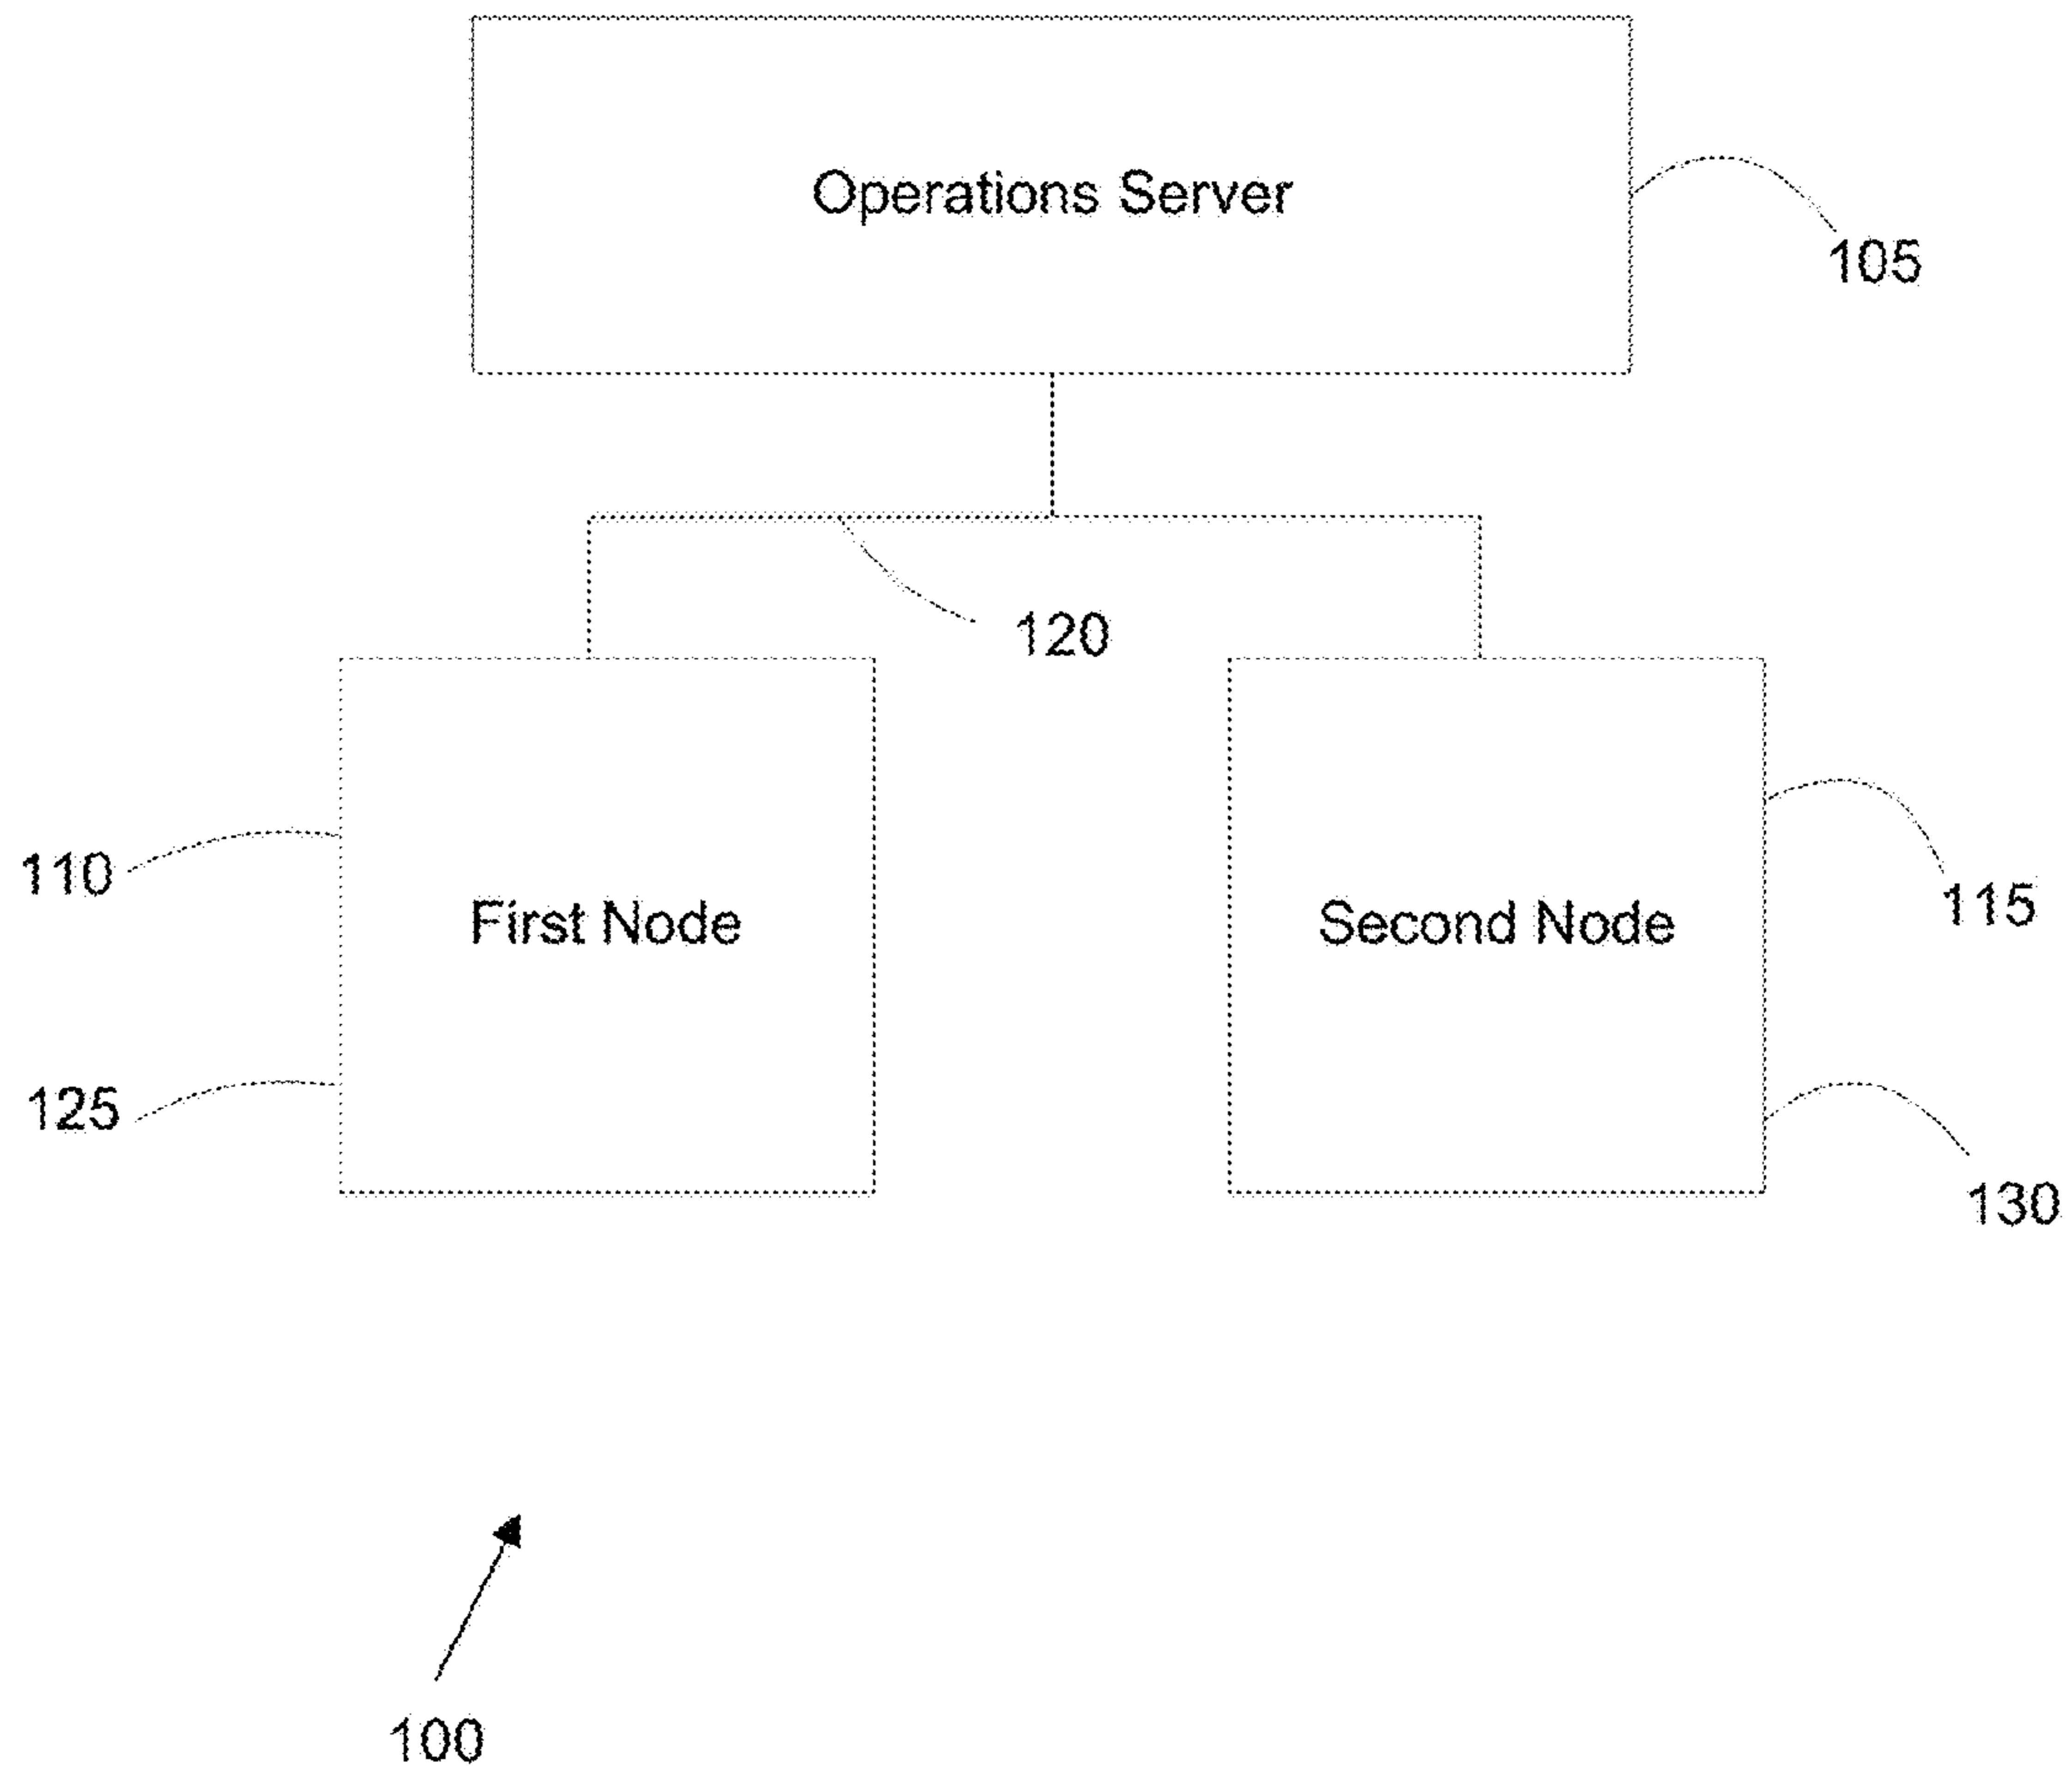 Operations Server
105
120
110
First Node
Second Node
115
125
130
100